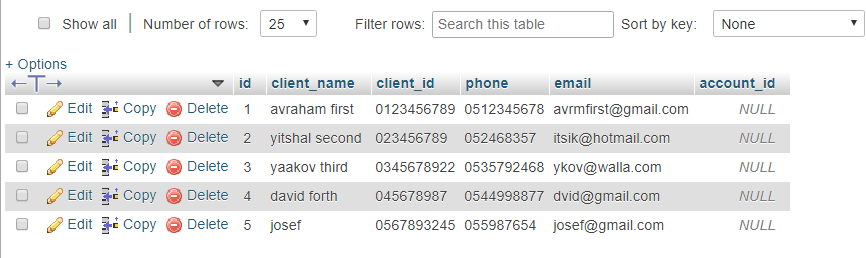 Show all Number of rows: 25 Filter rows: Search this table Sort by key: None
+ Options
←T→ id client_name client_id phone email account_id
Edit Copy Delete 1 avraham first 0123456789 0512345678 avrmfirst@gmail.com NULL
Edit Copy Delete 2 yitshal second 023456789 052468357 itsik@hotmail.com NULL
Edit Copy Delete 3 yaakov third 0345678922 0535792468 ykov@walla.com NULL
Edit Copy Delete 4 david forth 045678987 0544998877 dvid@gmail.com NULL
Edit Copy Delete 5 josef 0567893245 055987654 josef@gmail.com NULL